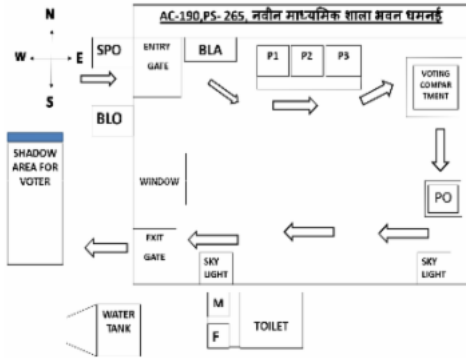 AC-190,PS- 265, नवीन माध्यमिक शाला भवन धमनई
N
W E
S
SPO
ENTRY
GATE
BLA
P1 P2 P3
VOTING
COMPAR
TMENT
BLO
SHADOW
AREA FOR
VOTER
WINDOW
PO
EXIT
GATE
SKY
LIGHT
SKY
LIGHT
WATER
TANK
M
F
TOILET